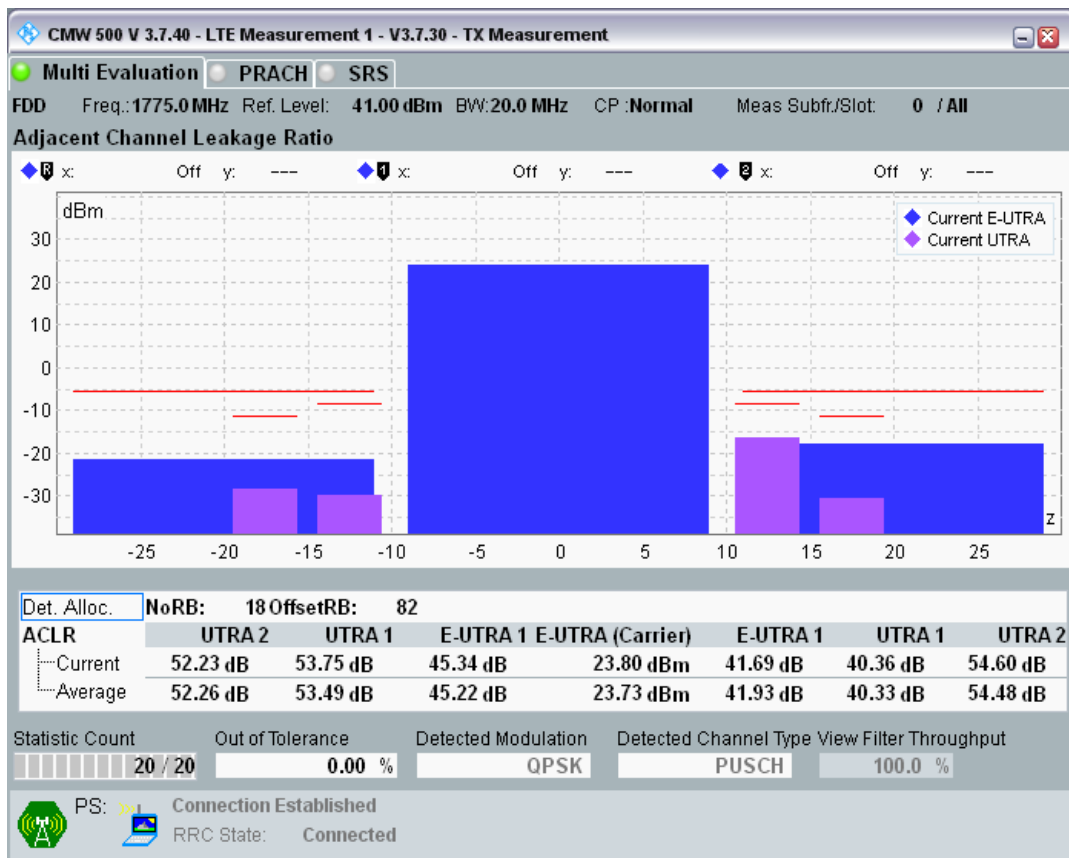 CMW 500 V 3.7.40 - LTE Measurement 1 - V3.7.30 - TX Measurement
Multi Evaluation PRACH SRS
FDD Freq.: 1775.0 MHz Ref. Level: 41.00 dBm BW: 20.0 MHz CP : Normal Meas Subfr./Slot: 0 / All
Adjacent Channel Leakage Ratio
R x: Off y: --- 1 x: Off y: --- 2 x: Off y: ---
dBm
Current E-UTRA
Current UTRA
30
20
10
0
-10
-20
-30
z
-25 -20 -15 -10 -5 0 5 10 15 20 25
Det. Alloc. NoRB: 18 OffsetRB: 82
ACLR UTRA 2 UTRA 1 E-UTRA 1 E-UTRA (Carrier) E-UTRA 1 UTRA 1 UTRA 2
Current 52.23 dB 53.75 dB 45.34 dB 23.80 dBm 41.69 dB 40.36 dB 54.60 dB
Average 52.26 dB 53.49 dB 45.22 dB 23.73 dBm 41.93 dB 40.33 dB 54.48 dB
Statistic Count Out of Tolerance Detected Modulation Detected Channel Type View Filter Throughput
20 / 20 0.00 % QPSK PUSCH 100.0 %
PS: Connection Established
RRC State: Connected